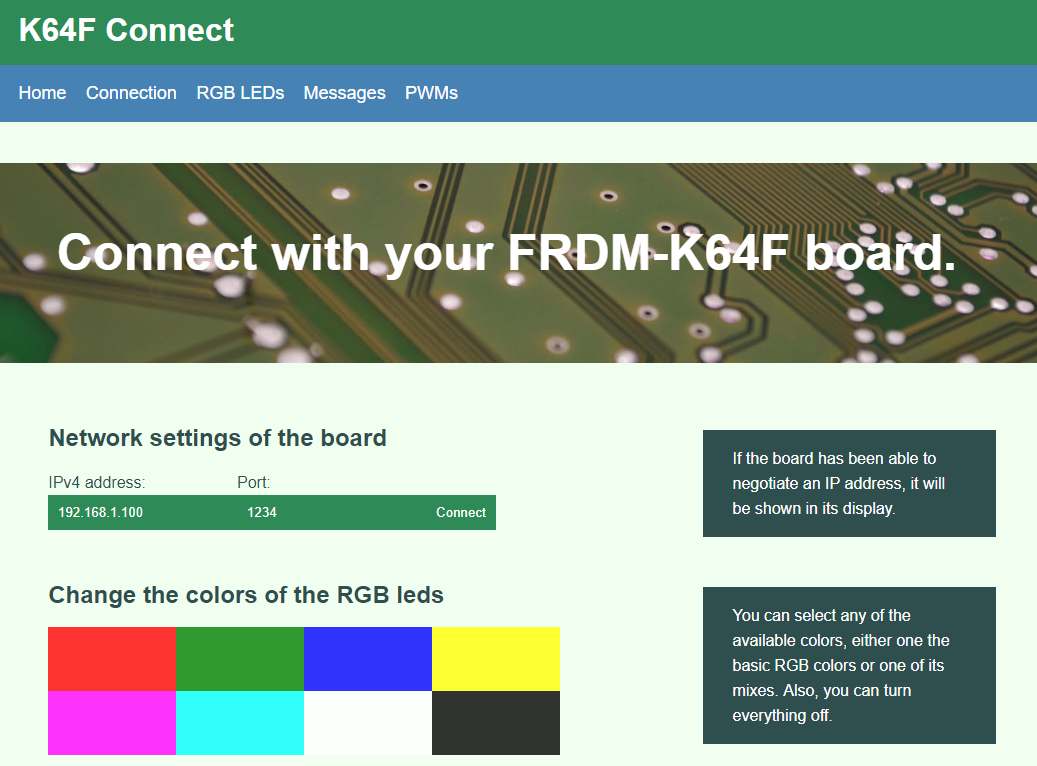 K64F Connect
Home Connection RGB LEDs Messages PWMs
Connect with your FRDM-K64F board.
Network settings of the board
IPv4 address: Port:
192.168.1.100 1234 Connect
If the board has been able to
negotiate an IP address, it will
be shown in its display.
Change the colors of the RGB leds
You can select any of the
available colors, either one the
basic RGB colors or one of its
mixes. Also, you can turn
everything off.